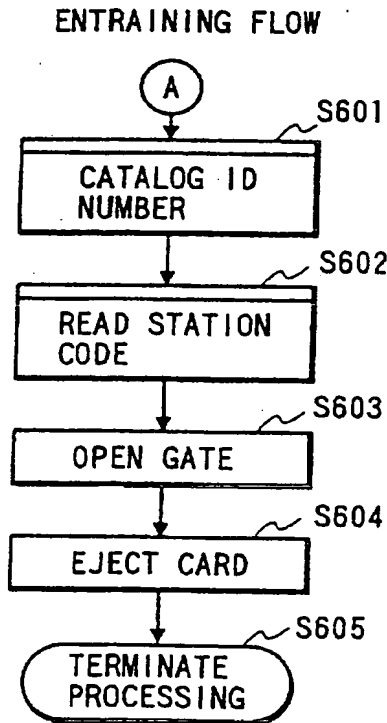 ENTRAINING FLOW
A
S601
CATALOG ID
NUMBER
S602
READ STATION
CODE
S603
OPEN GATE
S604
EJECT CARD
S605
TERMINATE
PROCESSING